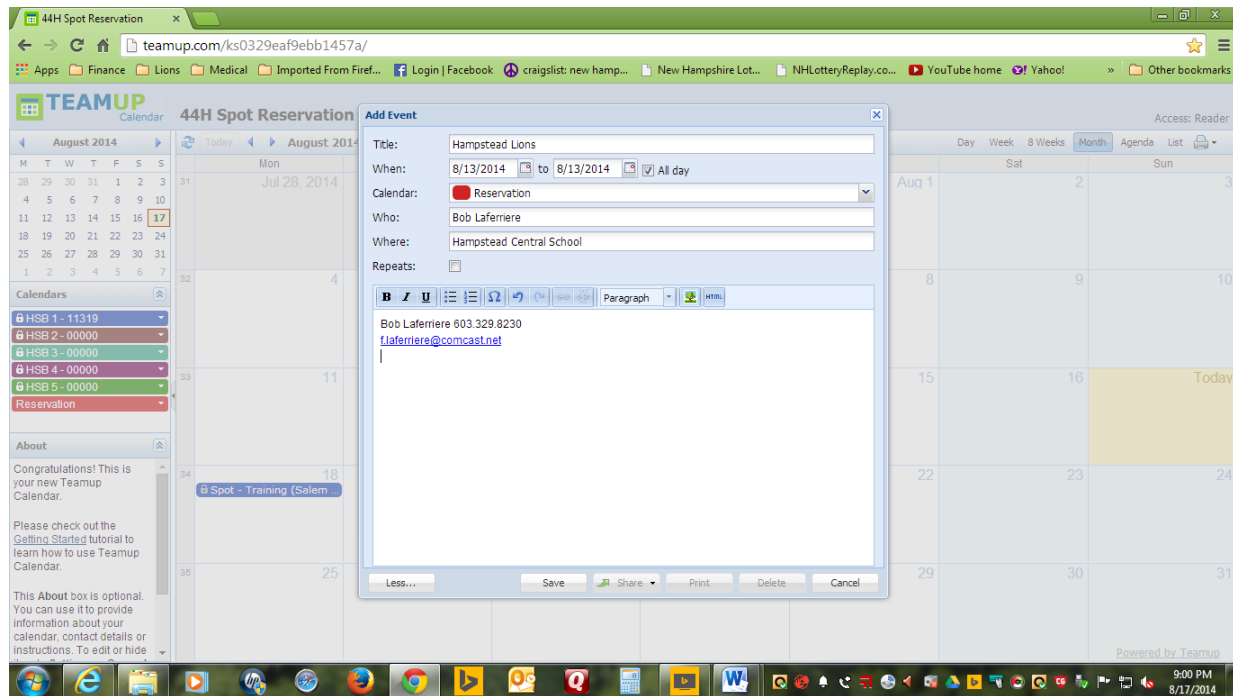 44H Spot Reservation
teamup.com/ks0329eaf9ebb1457a/
Apps Finance Lions Medical Imported From Firef... Login | Facebook craigslist: new hamp... New Hampshire Lot... NHLotteryReplay.co... YouTube home Yahoo! » Other bookmarks
TEAMUP
Calendar
44H Spot Reservation
Access: Reader
August 2014
M T W T F S S
28 29 30 31 1 2 3
4 5 6 7 8 9 10
11 12 13 14 15 16 17
18 19 20 21 22 23 24
25 26 27 28 29 30 31
1 2 3 4 5 6 7
Calendars
HSB 1 - 11319
HSB 2 - 00000
HSB 3 - 00000
HSB 4 - 00000
HSB 5 - 00000
Reservation
About
Congratulations! This is
your new Teamup
Calendar.
Please check out the
Getting Started tutorial to
learn how to use Teamup
Calendar.
This About box is optional.
You can use it to provide
information about your
calendar, contact details or
instructions. To edit or hide
Today August 2014
Day Week 8 Weeks Month Agenda List
Mon Sat Sun
31 Jul 28, 2014 Aug 1 2 3
32 4 8 9 10
33 11 15 16 Today
34 18 22 23 24
Spot - Training (Salem ...
35 25 29 30 31
Add Event
Title: Hampstead Lions
When: 8/13/2014 to 8/13/2014 All day
Calendar: Reservation
Who: Bob Laferriere
Where: Hampstead Central School
Repeats:
B I U Ω Paragraph HTML
Bob Laferriere 603.329.8230
f.laferriere@comcast.net
Less... Save Share Print Delete Cancel
Powered by Teamup
9:00 PM
8/17/2014